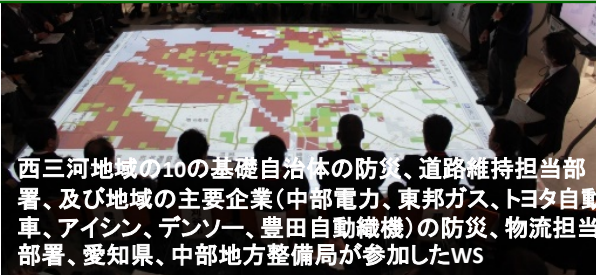 西三河地域の10の基礎自治体の防災、道路維持担当部
署、及び地域の主要企業（中部電力、東邦ガス、トヨタ自動
車、アイシン、デンソー、豊田自動織機）の防災、物流担当
部署、愛知県、中部地方整備局が参加したWS